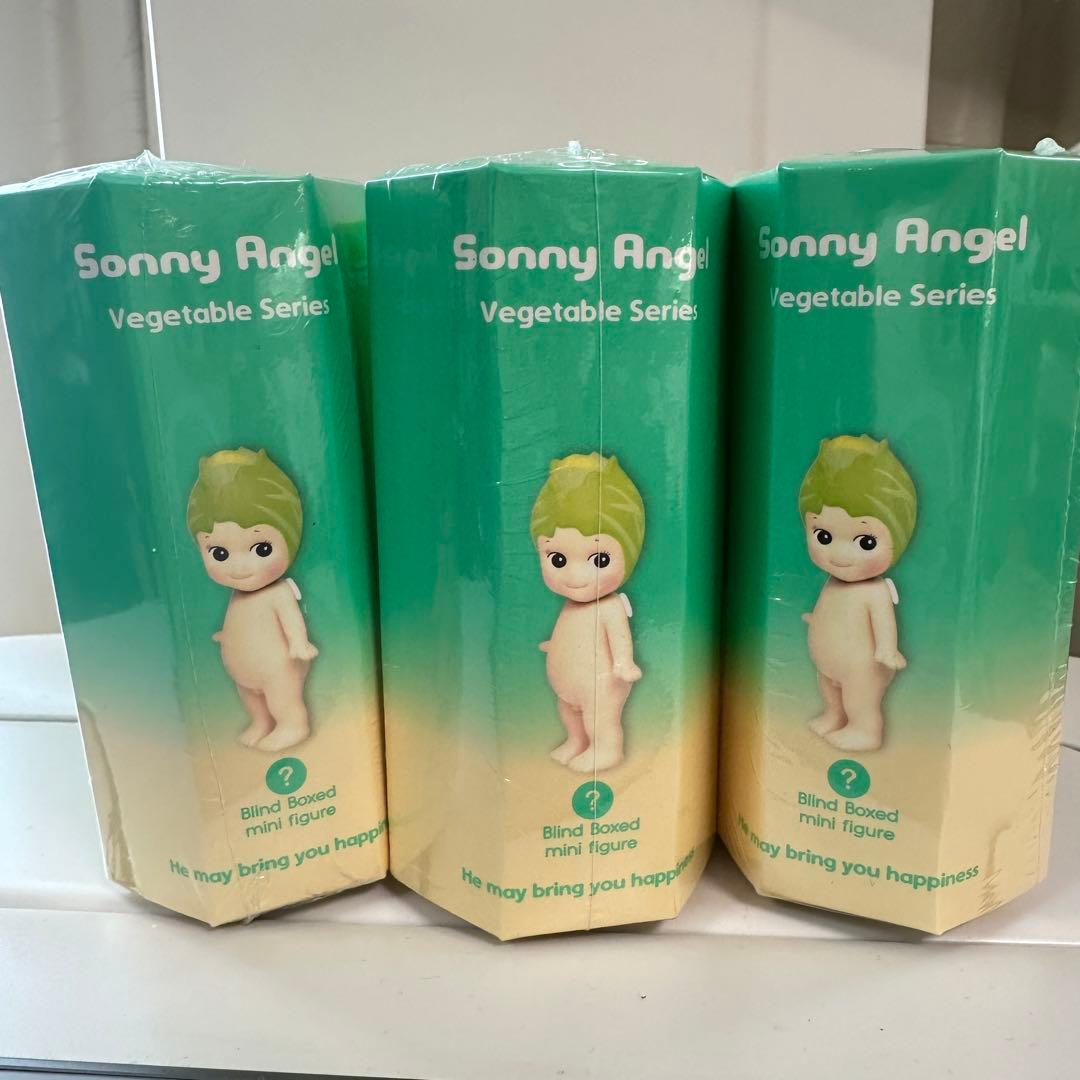 Sonny Angel
Vegetable Series
?
Blind Boxed
mini figure
He may bring you happin
Sonny Angel
Vegetable Series
?
Blind Boxed
mini figure
He may bring you happiness
Sonny Angel
Vegetable Series
?
Blind Boxed
mini figure
He may bring you happiness